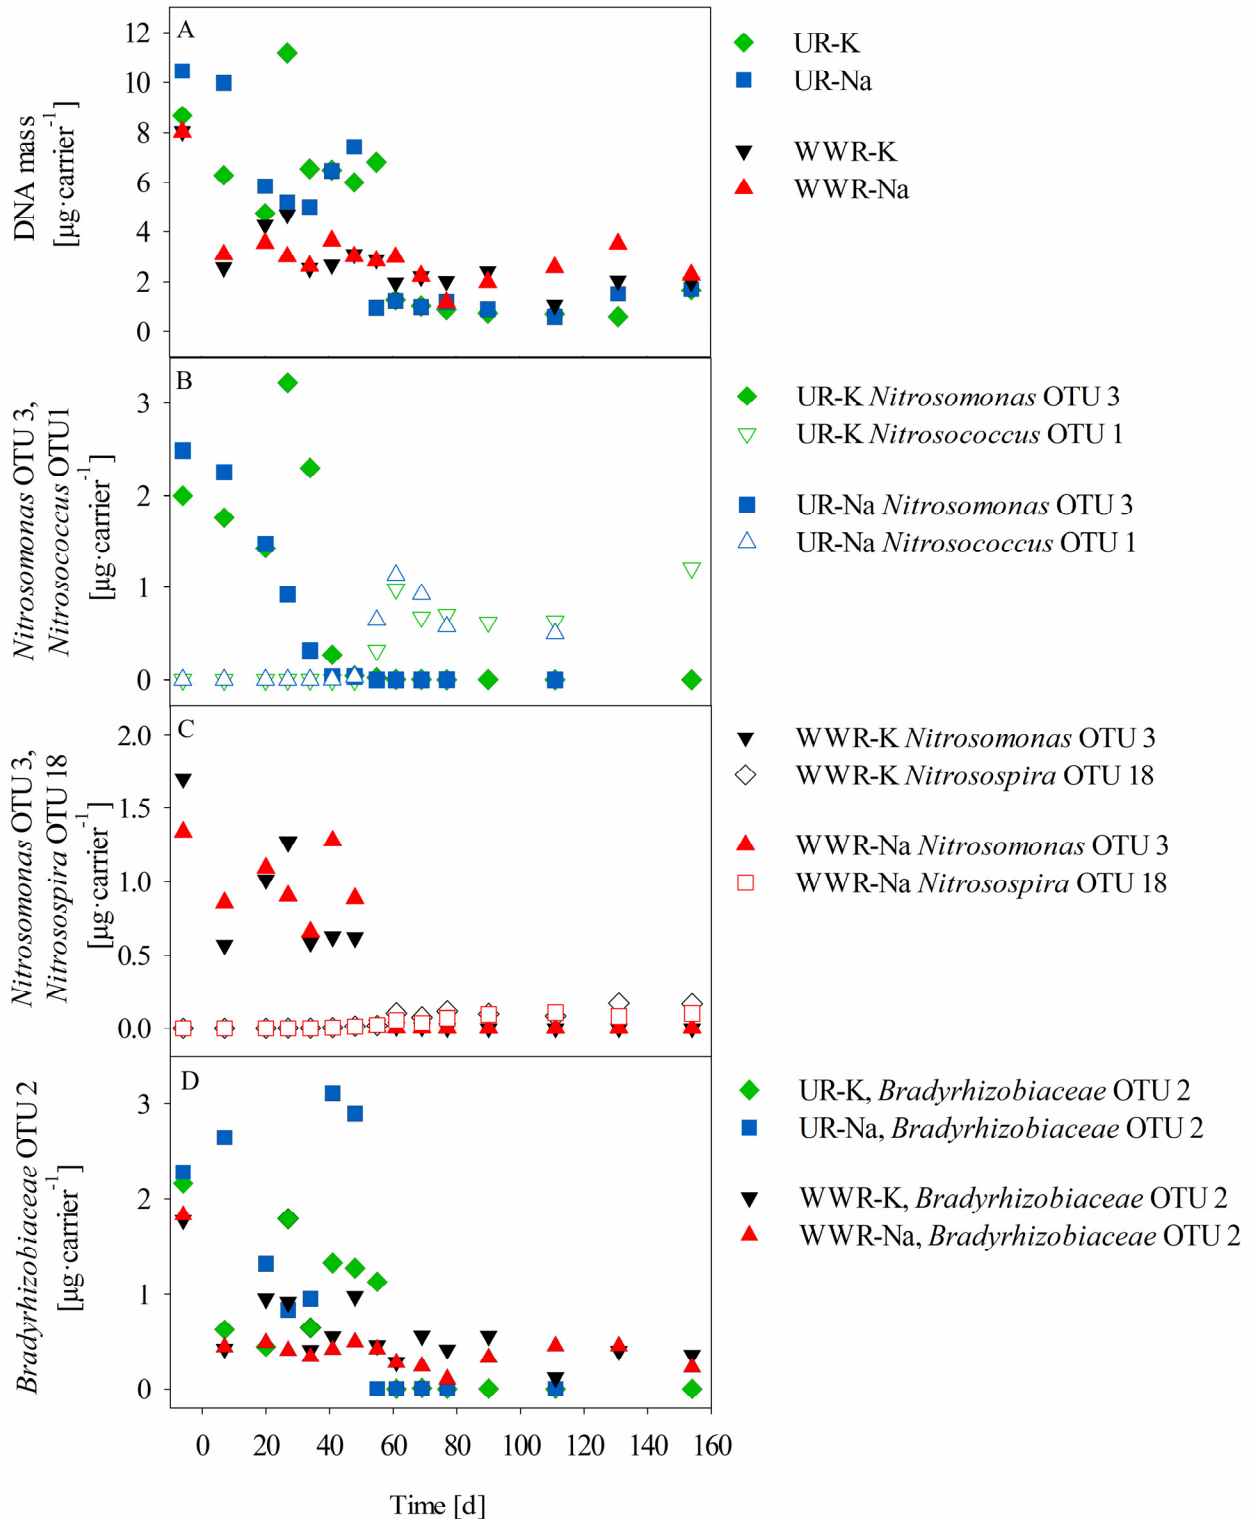 A
12
10
8
6
4
2
0
DNA mass
[µg·carrier⁻¹]
UR-K
UR-Na
WWR-K
WWR-Na
B
3
2
1
0
Nitrosomonas OTU 3,
Nitrosococcus OTU1
[µg·carrier⁻¹]
UR-K Nitrosomonas OTU 3
UR-K Nitrosococcus OTU 1
UR-Na Nitrosomonas OTU 3
UR-Na Nitrosococcus OTU 1
C
2.0
1.5
1.0
0.5
0.0
Nitrosomonas OTU 3,
Nitrosospira OTU 18
[µg·carrier⁻¹]
WWR-K Nitrosomonas OTU 3
WWR-K Nitrosospira OTU 18
WWR-Na Nitrosomonas OTU 3
WWR-Na Nitrosospira OTU 18
D
3
2
1
0
Bradyrhizobiaceae OTU 2
[µg·carrier⁻¹]
UR-K, Bradyrhizobiaceae OTU 2
UR-Na, Bradyrhizobiaceae OTU 2
WWR-K, Bradyrhizobiaceae OTU 2
WWR-Na, Bradyrhizobiaceae OTU 2
0 20 40 60 80 100 120 140 160
Time [d]